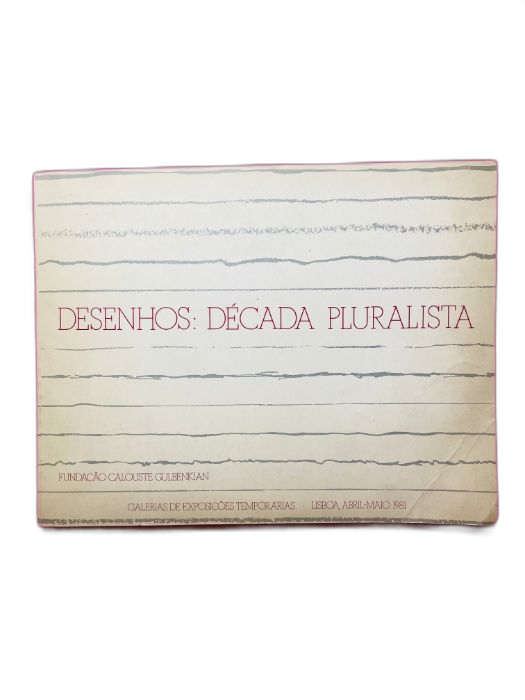 DESENHOS: DÉCADA PLURALISTA
FUNDAÇÃO CALOUSTE GULBENKIAN
GALERIAS DE EXPOSIÇÕES TEMPORÁRIAS · LISBOA, ABRIL-MAIO 1981